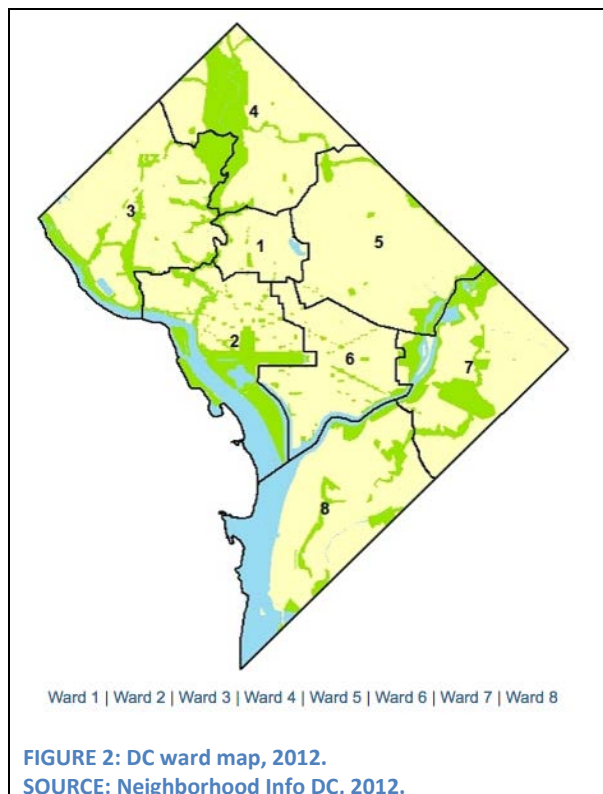 4
3
1
5
2
6
7
8
Ward 1 | Ward 2 | Ward 3 | Ward 4 | Ward 5 | Ward 6 | Ward 7 | Ward 8
FIGURE 2: DC ward map, 2012.
SOURCE: Neighborhood Info DC, 2012.